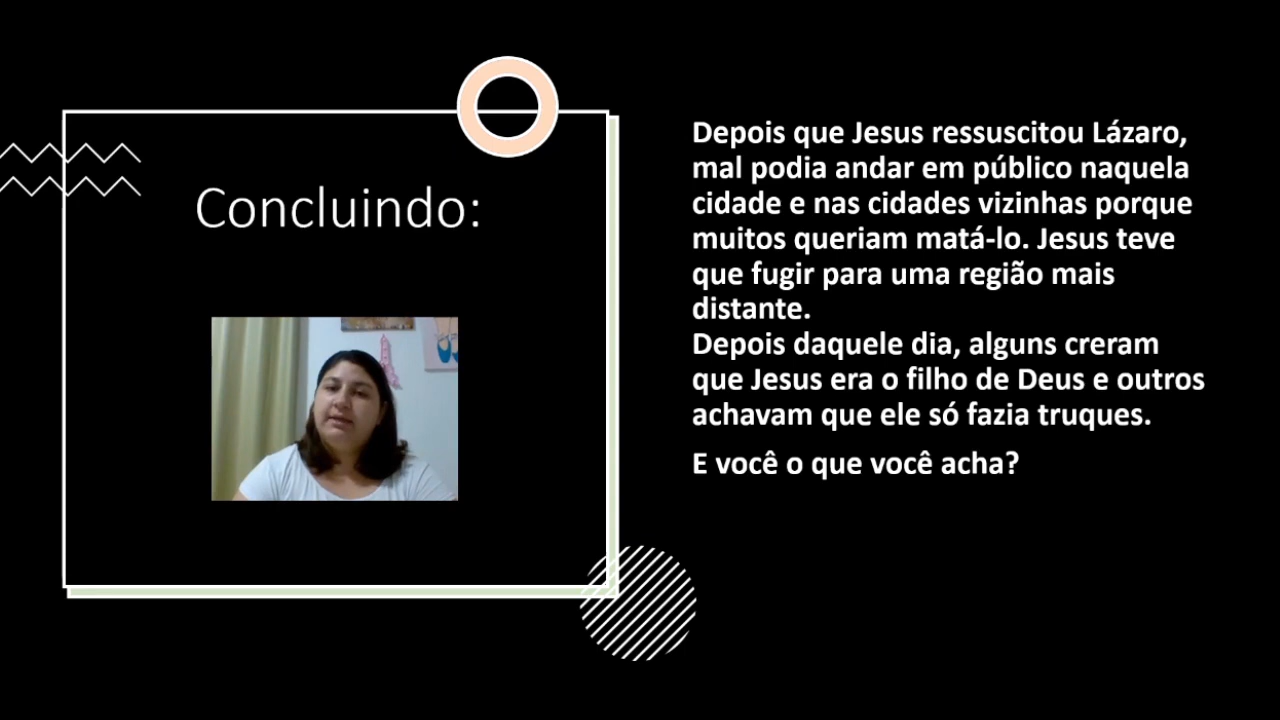 Concluindo:
Depois que Jesus ressuscitou Lázaro,
mal podia andar em público naquela
cidade e nas cidades vizinhas porque
muitos queriam matá-lo. Jesus teve
que fugir para uma região mais
distante.
Depois daquele dia, alguns creram
que Jesus era o filho de Deus e outros
achavam que ele só fazia truques.
E você o que você acha?